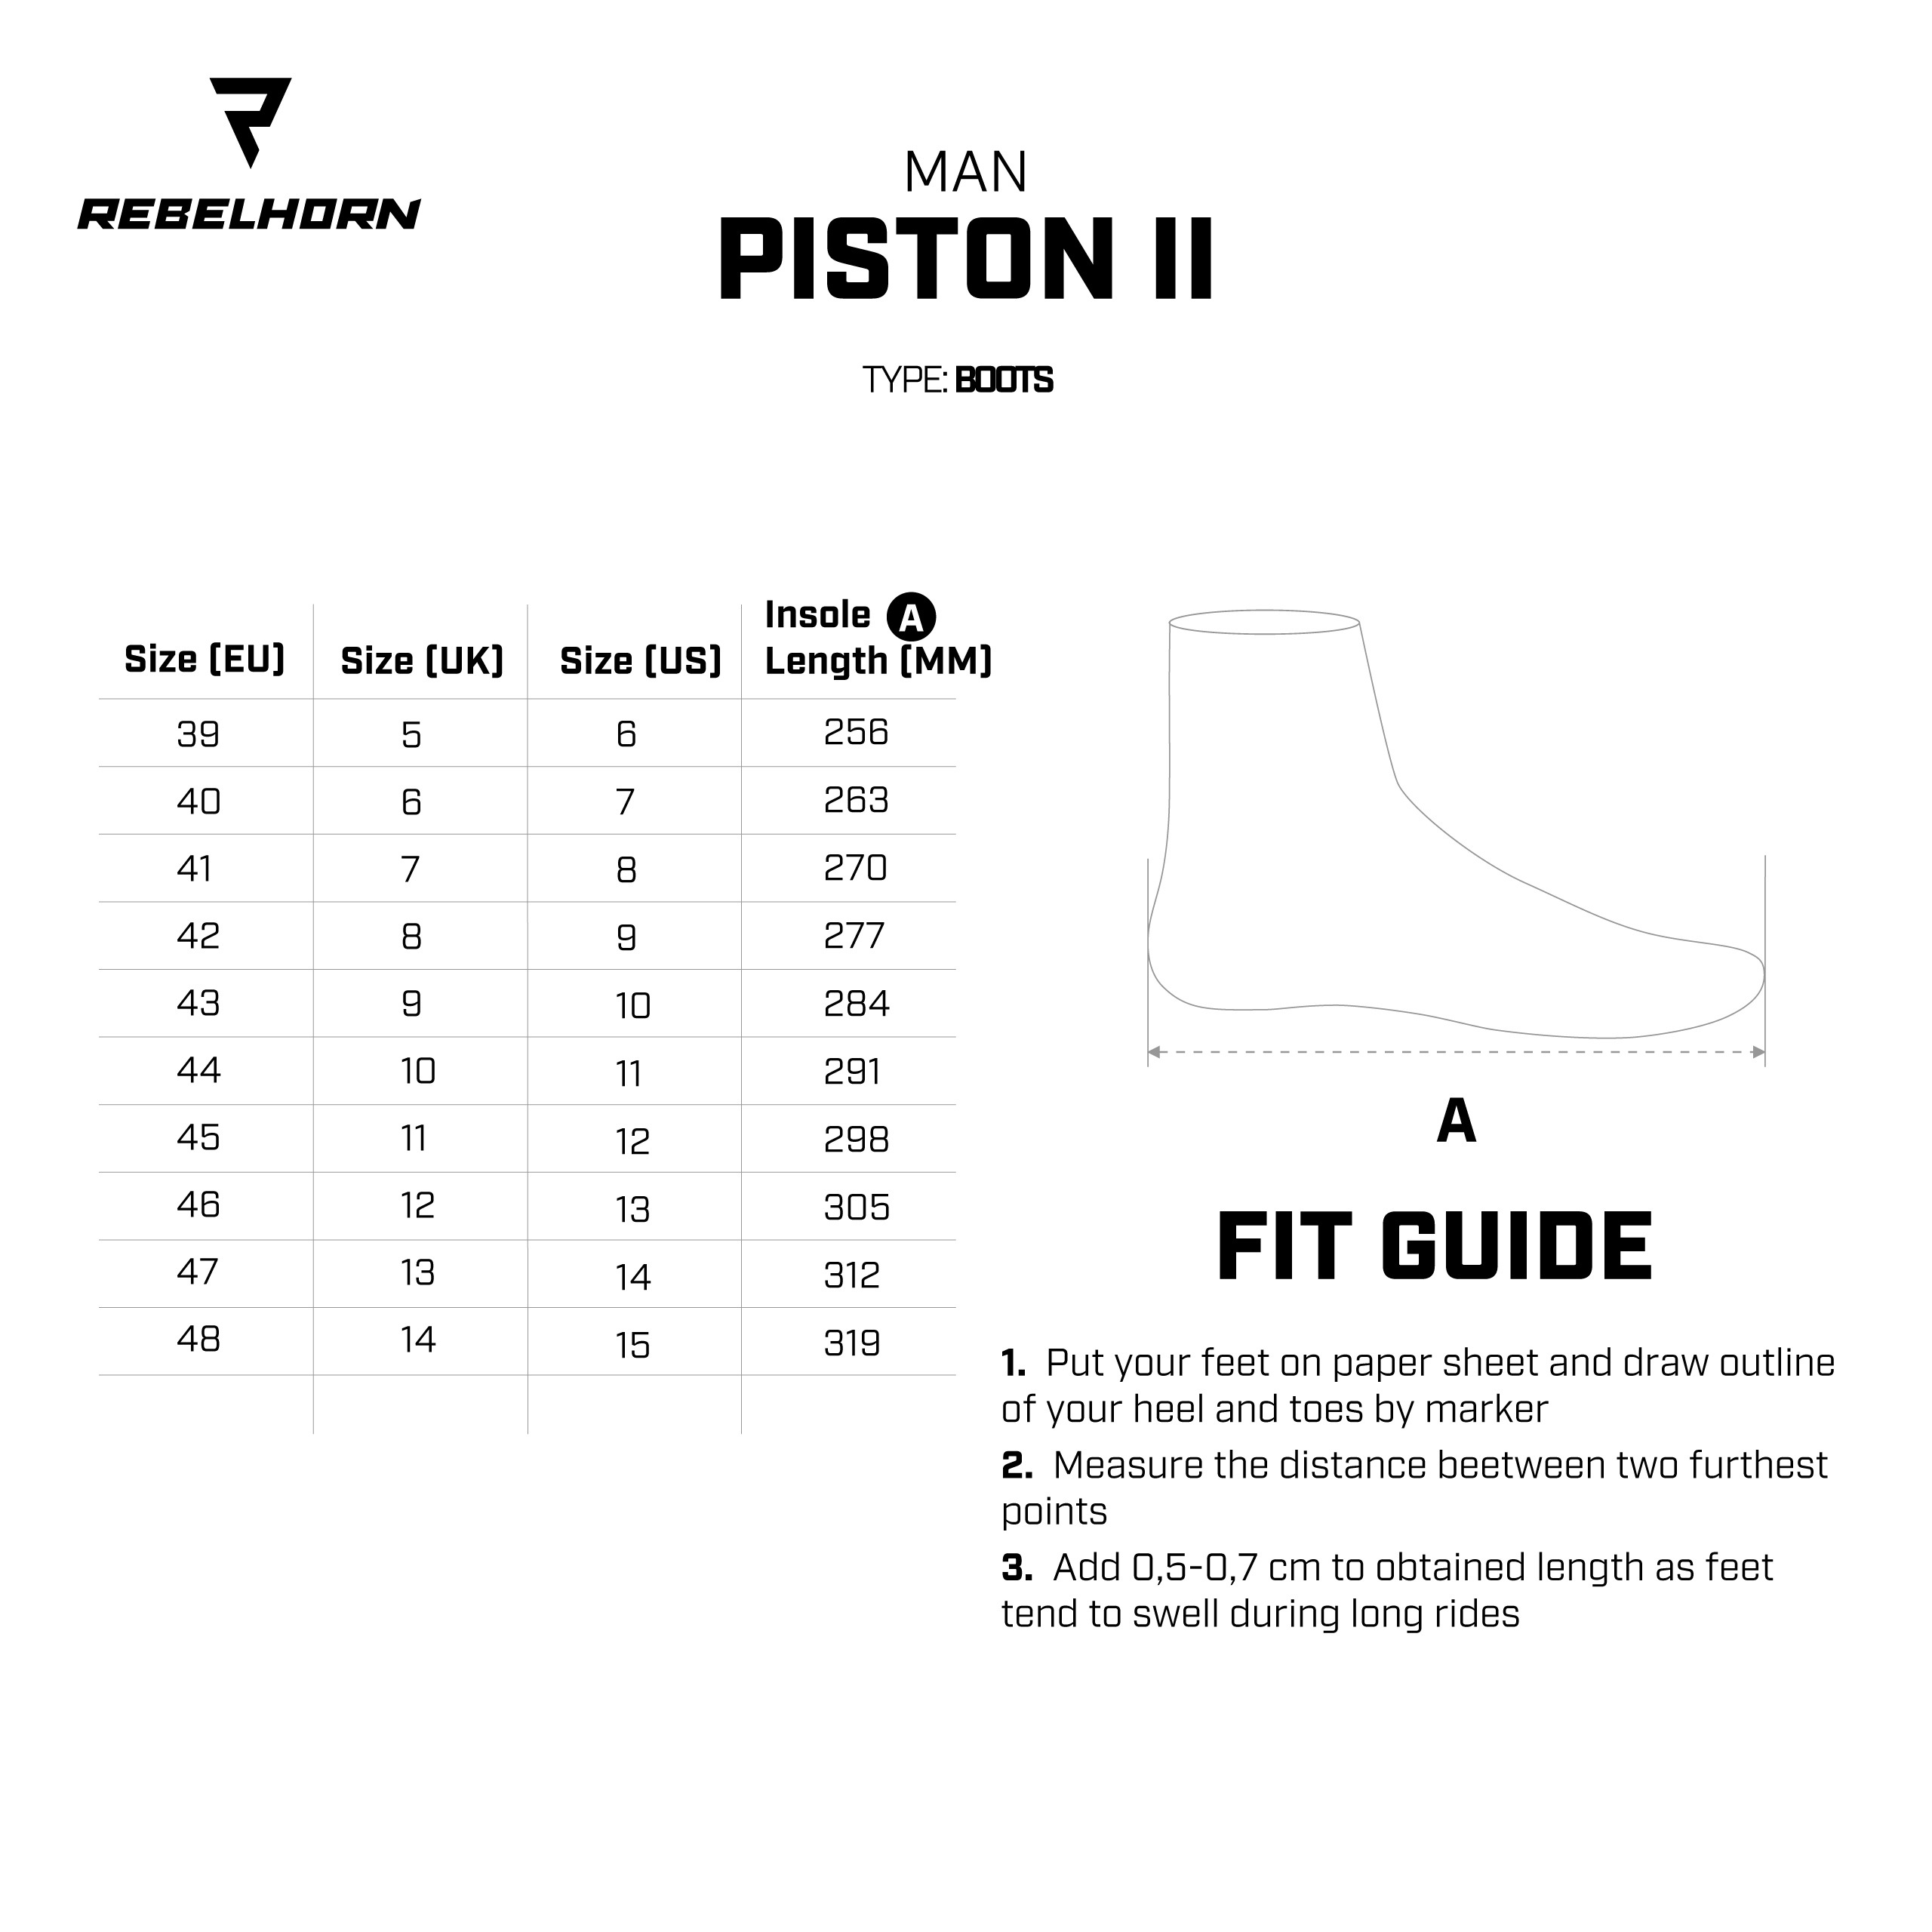 REBELHORN
MAN
PISTON II
TYPE: BOOTS
Size (EU) Size (UK) Size (US) Insole A Length (MM)
39 5 6 256
40 6 7 263
41 7 8 270
42 8 9 277
43 9 10 284
44 10 11 291
45 11 12 298
46 12 13 305
47 13 14 312
48 14 15 319
A
FIT GUIDE
1. Put your feet on paper sheet and draw outline
of your heel and toes by marker
2. Measure the distance beetween two furthest
points
3. Add 0,5-0,7 cm to obtained length as feet
tend to swell during long rides